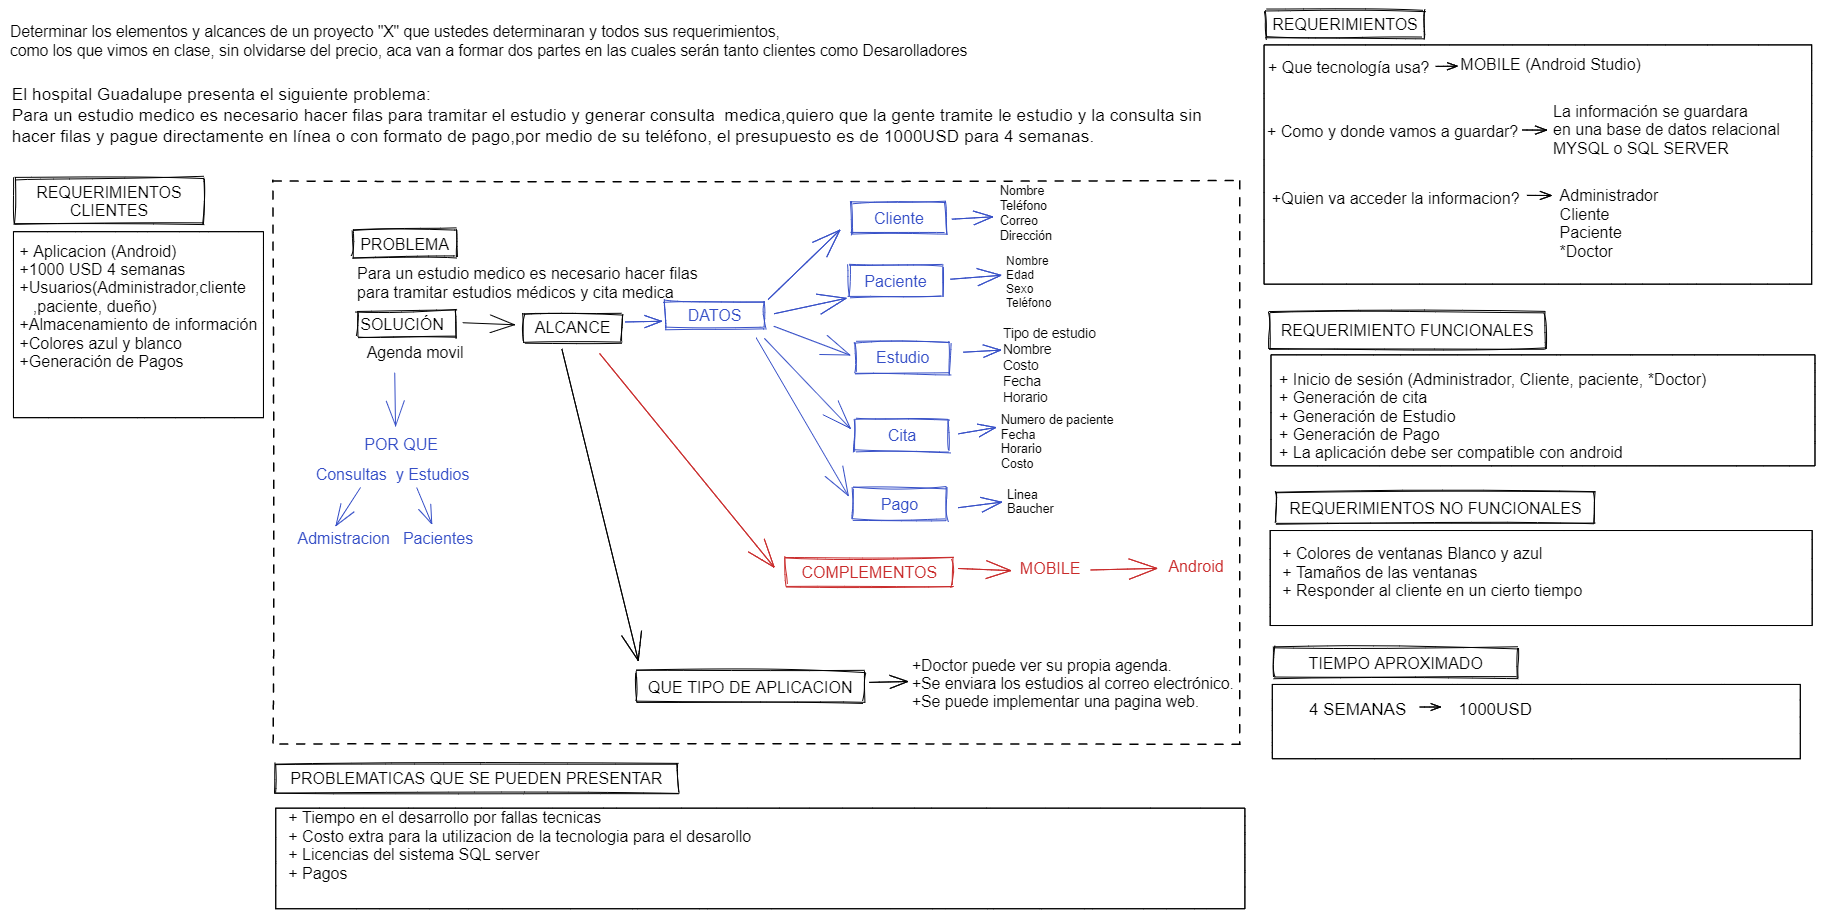 Determinar los elementos y alcances de un proyecto "X" que ustedes determinaran y todos sus requerimientos,
como los que vimos en clase, sin olvidarse del precio, aca van a formar dos partes en las cuales serán tanto clientes como Desarolladores
El hospital Guadalupe presenta el siguiente problema:
Para un estudio medico es necesario hacer filas para tramitar el estudio y generar consulta  medica,quiero que la gente tramite le estudio y la consulta sin
hacer filas y pague directamente en línea o con formato de pago,por medio de su teléfono, el presupuesto es de 1000USD para 4 semanas.
REQUERIMIENTOS
CLIENTES
+ Aplicacion (Android)
+1000 USD 4 semanas
+Usuarios(Administrador,cliente
,paciente, dueño)
+Almacenamiento de información
+Colores azul y blanco
+Generación de Pagos
PROBLEMA
Para un estudio medico es necesario hacer filas
para tramitar estudios médicos y cita medica
SOLUCIÓN
Agenda movil
POR QUE
Consultas  y Estudios
Admistracion
Pacientes
ALCANCE
DATOS
Cliente
Nombre
Teléfono
Correo
Dirección
Paciente
Nombre
Edad
Sexo
Teléfono
Estudio
Tipo de estudio
Nombre
Costo
Fecha
Horario
Cita
Numero de paciente
Fecha
Horario
Costo
Pago
Linea
Baucher
COMPLEMENTOS
MOBILE
Android
QUE TIPO DE APLICACION
+Doctor puede ver su propia agenda.
+Se enviara los estudios al correo electrónico.
+Se puede implementar una pagina web.
PROBLEMATICAS QUE SE PUEDEN PRESENTAR
+ Tiempo en el desarrollo por fallas tecnicas
+ Costo extra para la utilizacion de la tecnologia para el desarollo
+ Licencias del sistema SQL server
+ Pagos
REQUERIMIENTOS
+ Que tecnología usa?
MOBILE (Android Studio)
+ Como y donde vamos a guardar?
La información se guardara
en una base de datos relacional
MYSQL o SQL SERVER
+Quien va acceder la informacion?
Administrador
Cliente
Paciente
*Doctor
REQUERIMIENTO FUNCIONALES
+ Inicio de sesión (Administrador, Cliente, paciente, *Doctor)
+ Generación de cita
+ Generación de Estudio
+ Generación de Pago
+ La aplicación debe ser compatible con android
REQUERIMIENTOS NO FUNCIONALES
+ Colores de ventanas Blanco y azul
+ Tamaños de las ventanas
+ Responder al cliente en un cierto tiempo
TIEMPO APROXIMADO
4 SEMANAS
1000USD